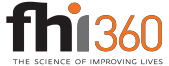 fhi360
THE SCIENCE OF IMPROVING LIVES